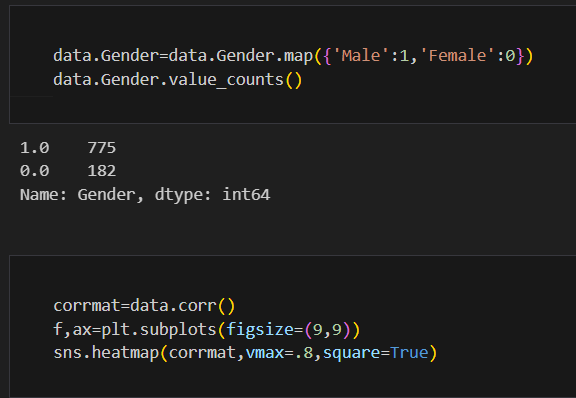 data.Gender=data.Gender.map({'Male':1,'Female':0})
data.Gender.value_counts()
1.0    775
0.0    182
Name: Gender, dtype: int64
corrmat=data.corr()
f,ax=plt.subplots(figsize=(9,9))
sns.heatmap(corrmat,vmax=.8,square=True)